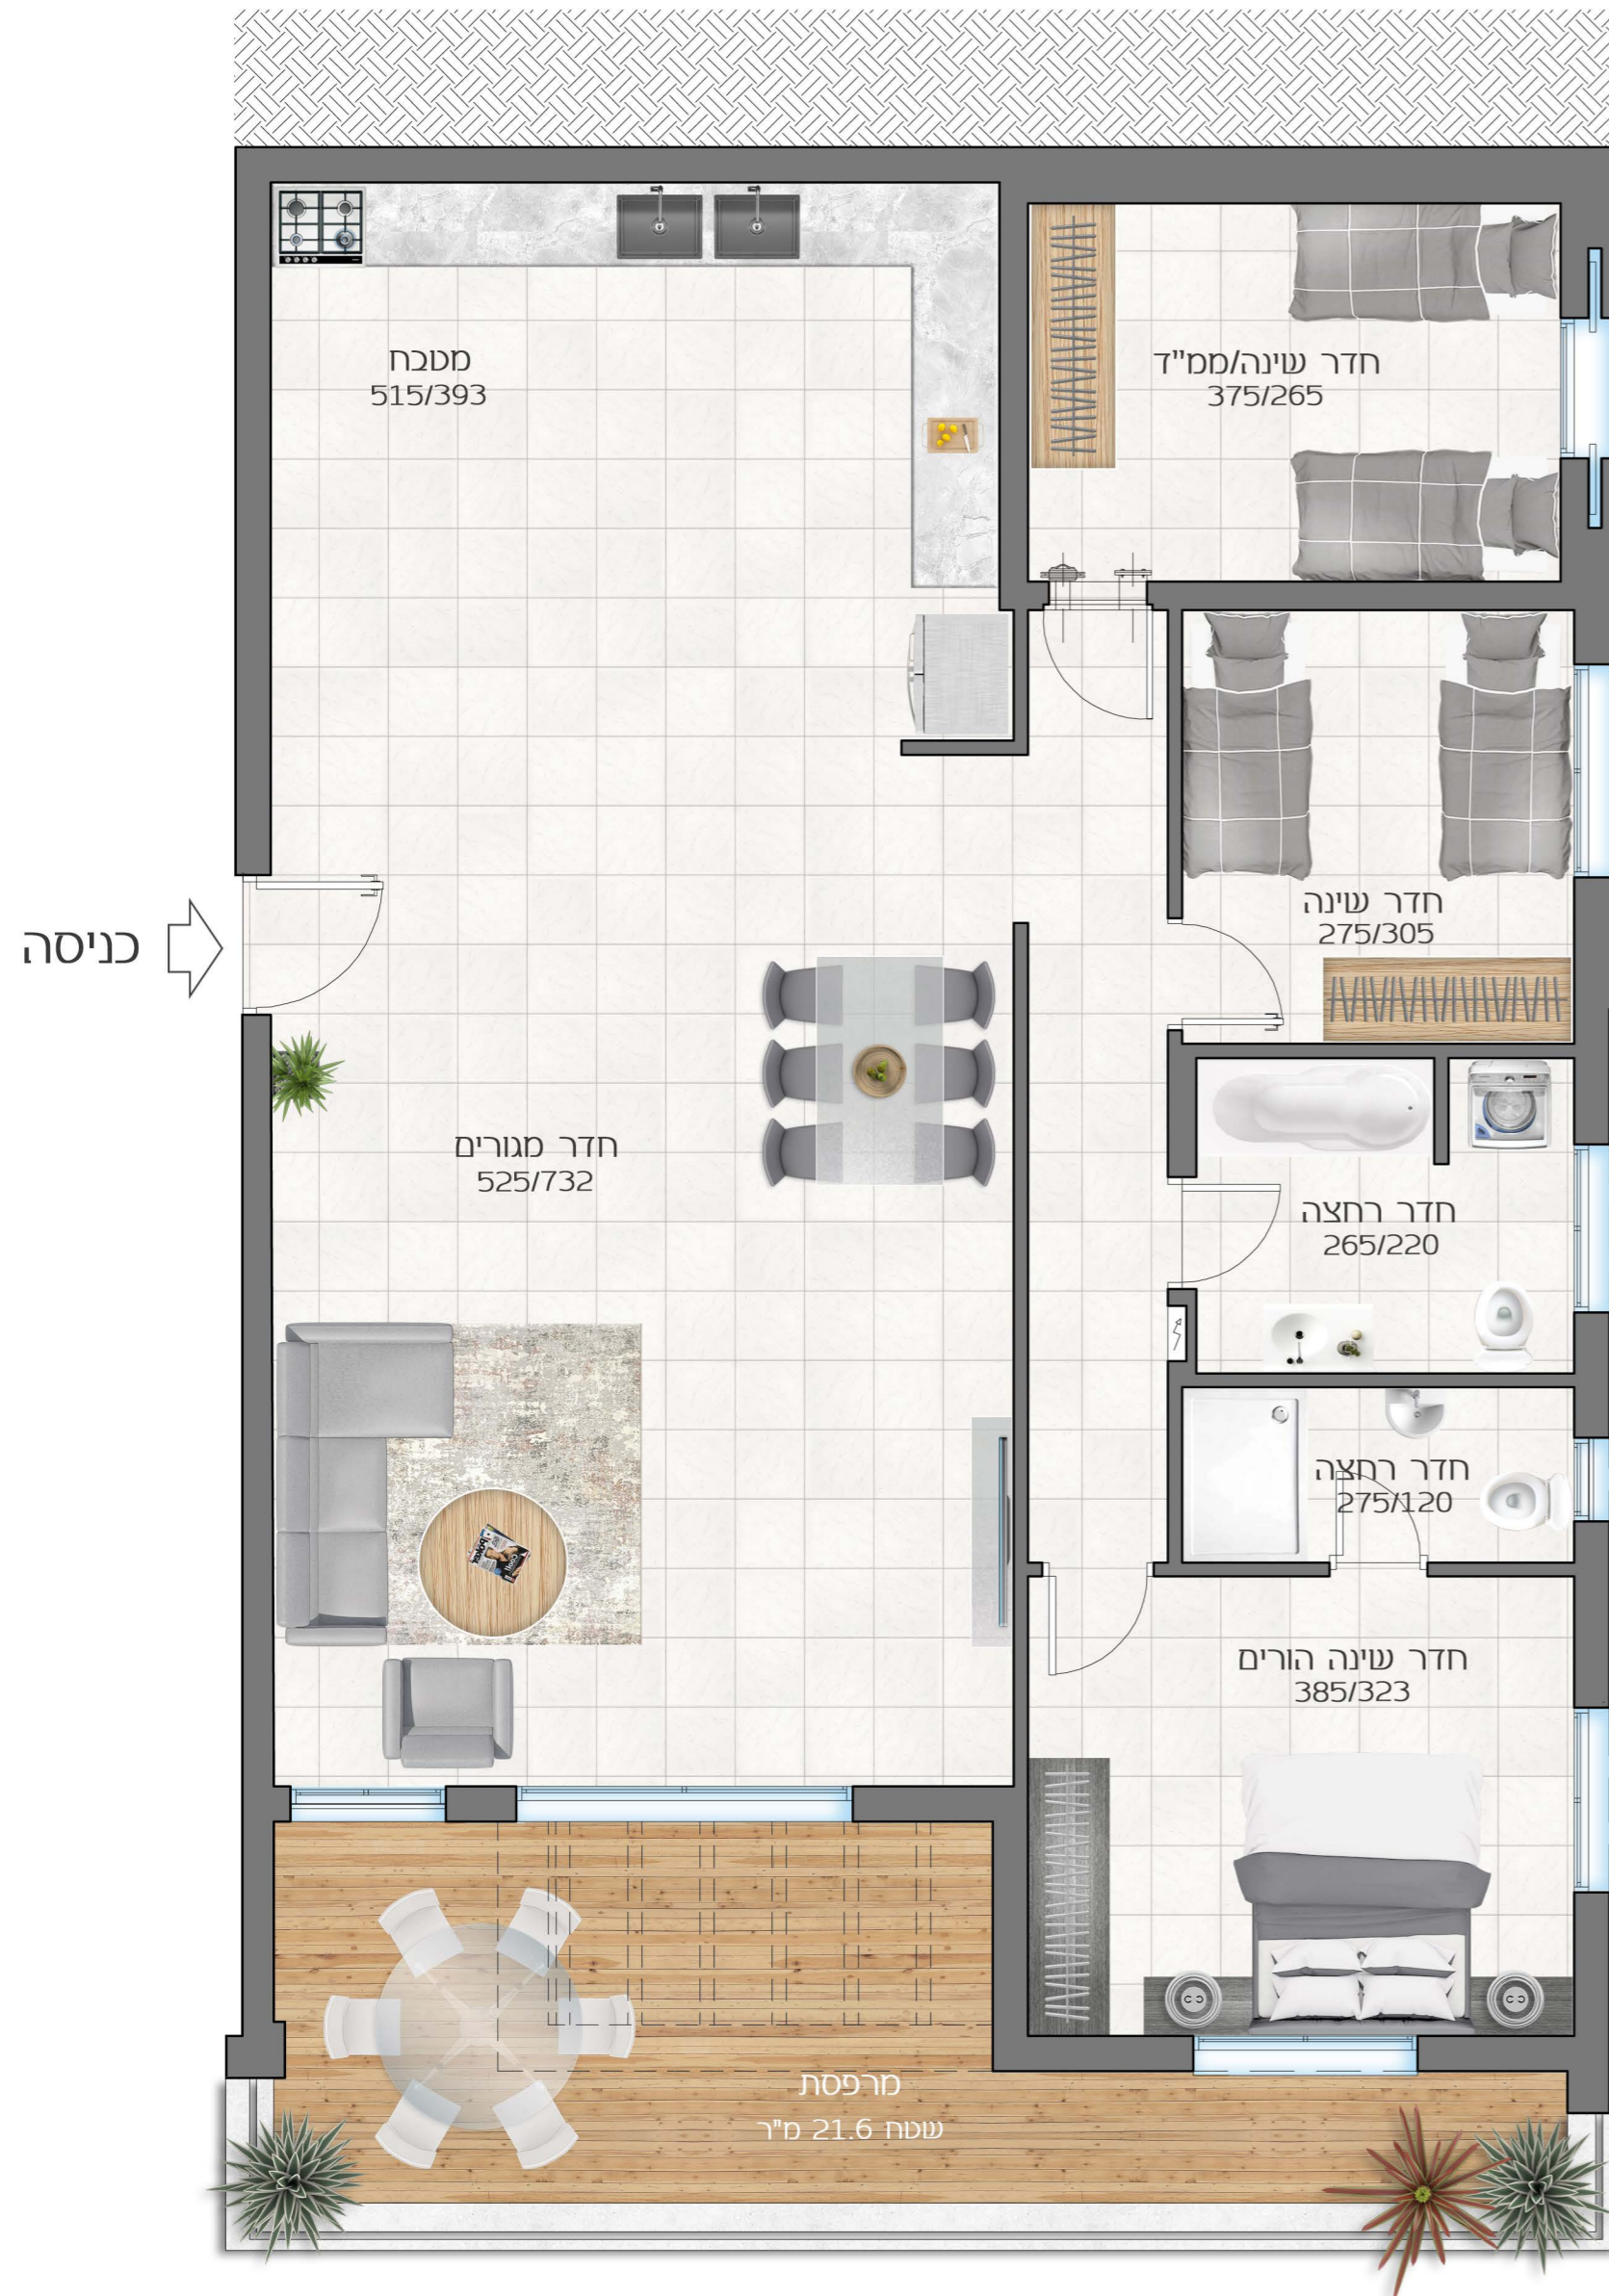 מטבח
515/393
חדר שינה/ממ"ד
375/265
חדר שינה
275/305
כניסה
חדר מגורים
525/732
חדר רחצה
265/220
חדר רחצה
275/120
חדר שינה הורים
385/323
מרפסת
שטח 21.6 מ"ר